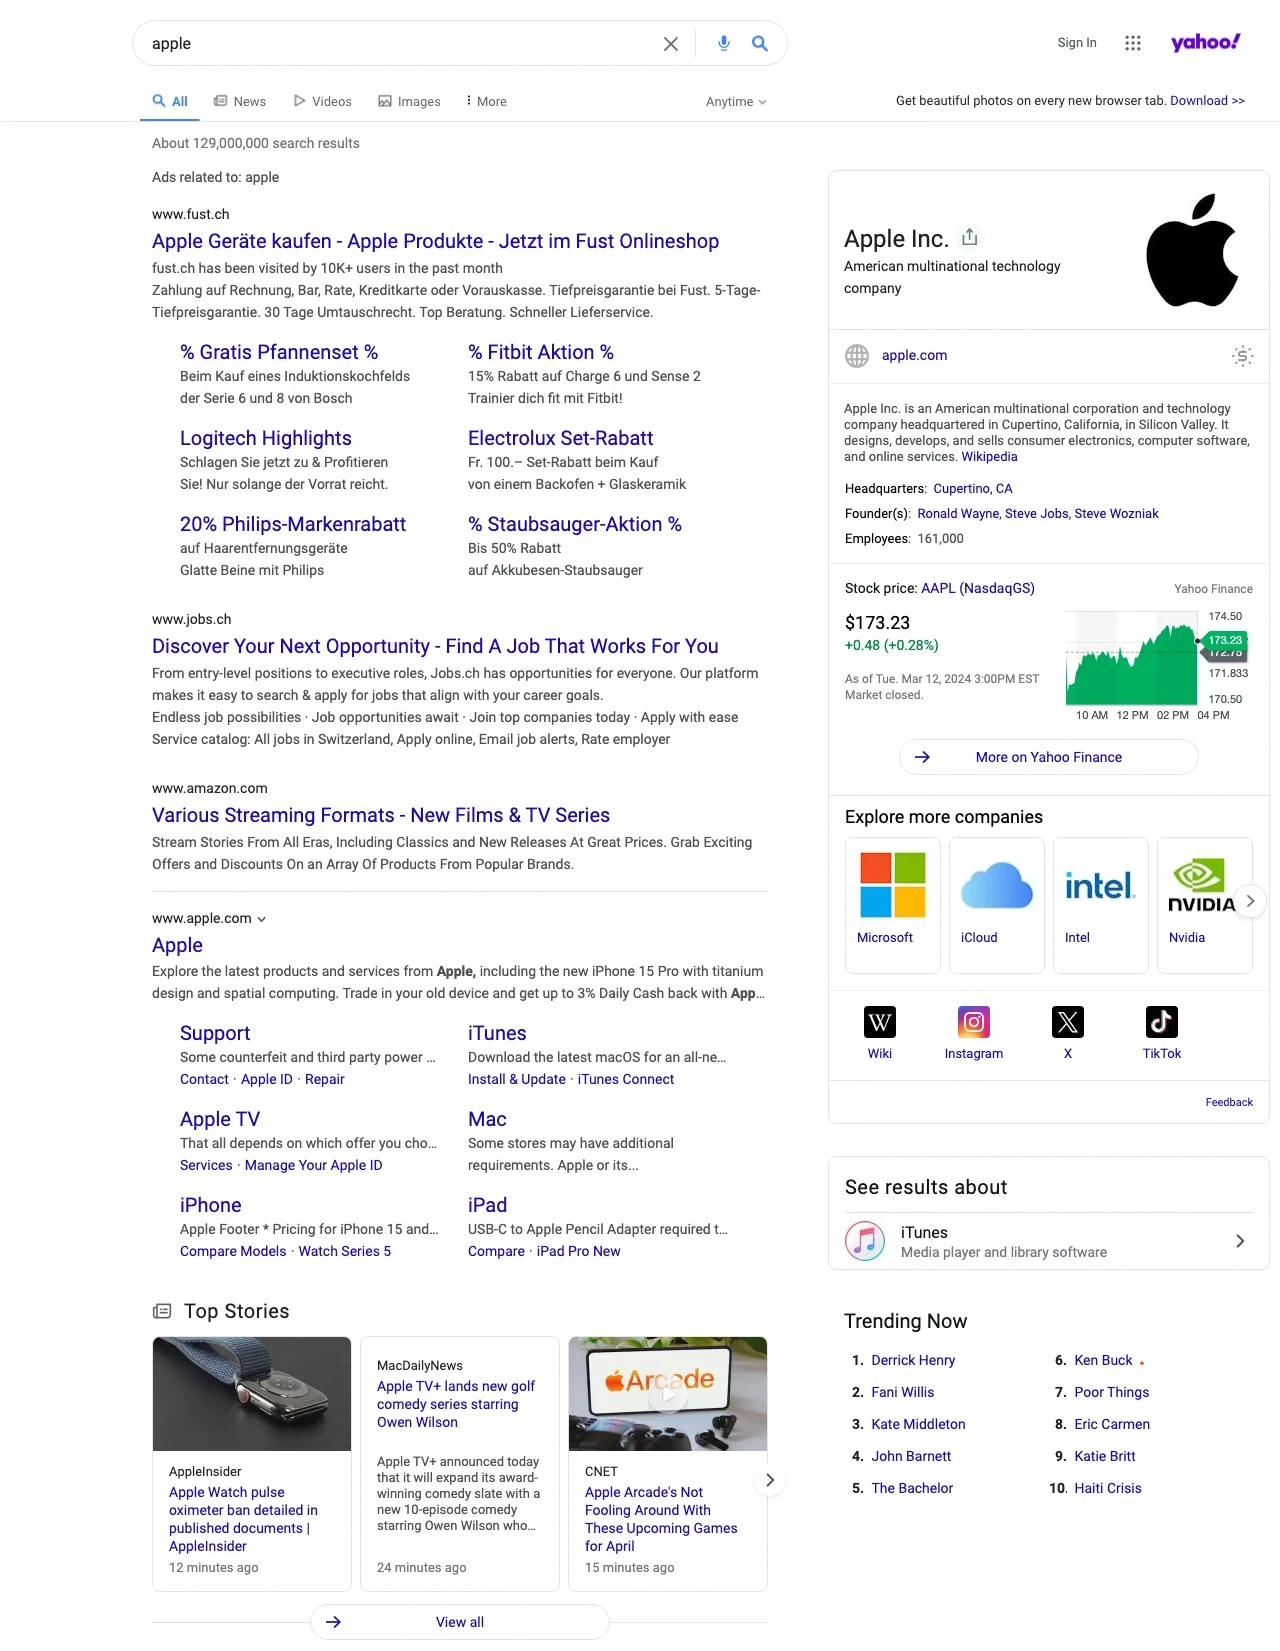 apple
Sign In
yahoo!
All
News
Videos
Images
More
Anytime
Get beautiful photos on every new browser tab. Download >>
About 129,000,000 search results
Ads related to: apple
www.fust.ch
Apple Geräte kaufen - Apple Produkte - Jetzt im Fust Onlineshop
fust.ch has been visited by 10K+ users in the past month
Zahlung auf Rechnung, Bar, Rate, Kreditkarte oder Vorauskasse. Tiefpreisgarantie bei Fust. 5-Tage-
Tiefpreisgarantie. 30 Tage Umtauschrecht. Top Beratung. Schneller Lieferservice.
% Gratis Pfannenset %
Beim Kauf eines Induktionskochfelds
der Serie 6 und 8 von Bosch
% Fitbit Aktion %
15% Rabatt auf Charge 6 und Sense 2
Trainier dich fit mit Fitbit!
Logitech Highlights
Schlagen Sie jetzt zu & Profitieren
Sie! Nur solange der Vorrat reicht.
Electrolux Set-Rabatt
Fr. 100.– Set-Rabatt beim Kauf
von einem Backofen + Glaskeramik
20% Philips-Markenrabatt
auf Haarentfernungsgeräte
Glatte Beine mit Philips
% Staubsauger-Aktion %
Bis 50% Rabatt
auf Akkubesen-Staubsauger
www.jobs.ch
Discover Your Next Opportunity - Find A Job That Works For You
From entry-level positions to executive roles, Jobs.ch has opportunities for everyone. Our platform
makes it easy to search & apply for jobs that align with your career goals.
Endless job possibilities · Job opportunities await · Join top companies today · Apply with ease
Service catalog: All jobs in Switzerland, Apply online, Email job alerts, Rate employer
www.amazon.com
Various Streaming Formats - New Films & TV Series
Stream Stories From All Eras, Including Classics and New Releases At Great Prices. Grab Exciting
Offers and Discounts On an Array Of Products From Popular Brands.
www.apple.com
Apple
Explore the latest products and services from Apple, including the new iPhone 15 Pro with titanium
design and spatial computing. Trade in your old device and get up to 3% Daily Cash back with App...
Support
Some counterfeit and third party power ...
Contact · Apple ID · Repair
iTunes
Download the latest macOS for an all-ne...
Install & Update · iTunes Connect
Apple TV
That all depends on which offer you cho...
Services · Manage Your Apple ID
Mac
Some stores may have additional
requirements. Apple or its...
iPhone
Apple Footer * Pricing for iPhone 15 and...
Compare Models · Watch Series 5
iPad
USB-C to Apple Pencil Adapter required t...
Compare · iPad Pro New
Top Stories
AppleInsider
Apple Watch pulse
oximeter ban detailed in
published documents |
AppleInsider
12 minutes ago
MacDailyNews
Apple TV+ lands new golf
comedy series starring
Owen Wilson
Apple TV+ announced today
that it will expand its award-
winning comedy slate with a
new 10-episode comedy
starring Owen Wilson who...
24 minutes ago
Arcade
CNET
Apple Arcade's Not
Fooling Around With
These Upcoming Games
for April
15 minutes ago
View all
Apple Inc.
American multinational technology
company
apple.com
Apple Inc. is an American multinational corporation and technology
company headquartered in Cupertino, California, in Silicon Valley. It
designs, develops, and sells consumer electronics, computer software,
and online services. Wikipedia
Headquarters: Cupertino, CA
Founder(s): Ronald Wayne, Steve Jobs, Steve Wozniak
Employees: 161,000
Stock price: AAPL (NasdaqGS)
Yahoo Finance
$173.23
+0.48 (+0.28%)
As of Tue. Mar 12, 2024 3:00PM EST
Market closed.
174.50
173.23
172.75
171.833
170.50
10 AM 12 PM 02 PM 04 PM
More on Yahoo Finance
Explore more companies
Microsoft
iCloud
intel.
Intel
NVIDIA
Nvidia
W
Wiki
Instagram
X
TikTok
Feedback
See results about
iTunes
Media player and library software
Trending Now
1. Derrick Henry
2. Fani Willis
3. Kate Middleton
4. John Barnett
5. The Bachelor
6. Ken Buck
7. Poor Things
8. Eric Carmen
9. Katie Britt
10. Haiti Crisis